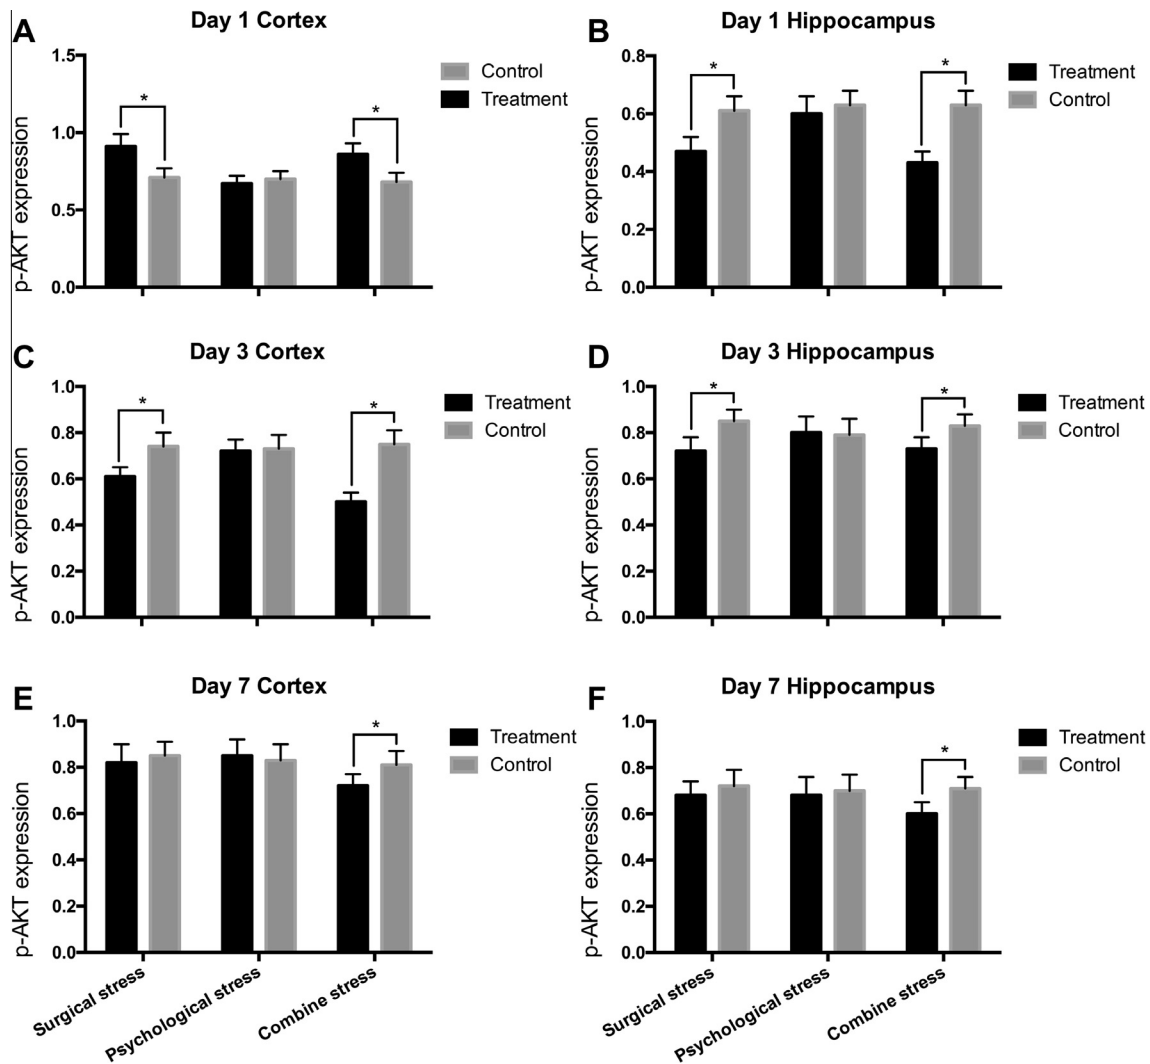 A
Day 1 Cortex
1.5
1.0
0.5
0.0
p-AKT expression
*
*
Control
Treatment
B
Day 1 Hippocampus
0.8
0.6
0.4
0.2
0.0
p-AKT expression
*
*
Treatment
Control
C
Day 3 Cortex
1.0
0.8
0.6
0.4
0.2
0.0
p-AKT expression
*
*
Treatment
Control
D
Day 3 Hippocampus
1.0
0.8
0.6
0.4
0.2
0.0
p-AKT expression
*
*
Treatment
Control
E
Day 7 Cortex
1.0
0.8
0.6
0.4
0.2
0.0
p-AKT expression
*
Treatment
Control
Surgical stress
Psychological stress
Combine stress
F
Day 7 Hippocampus
1.0
0.8
0.6
0.4
0.2
0.0
p-AKT expression
*
Treatment
Control
Surgical stress
Psychological stress
Combine stress